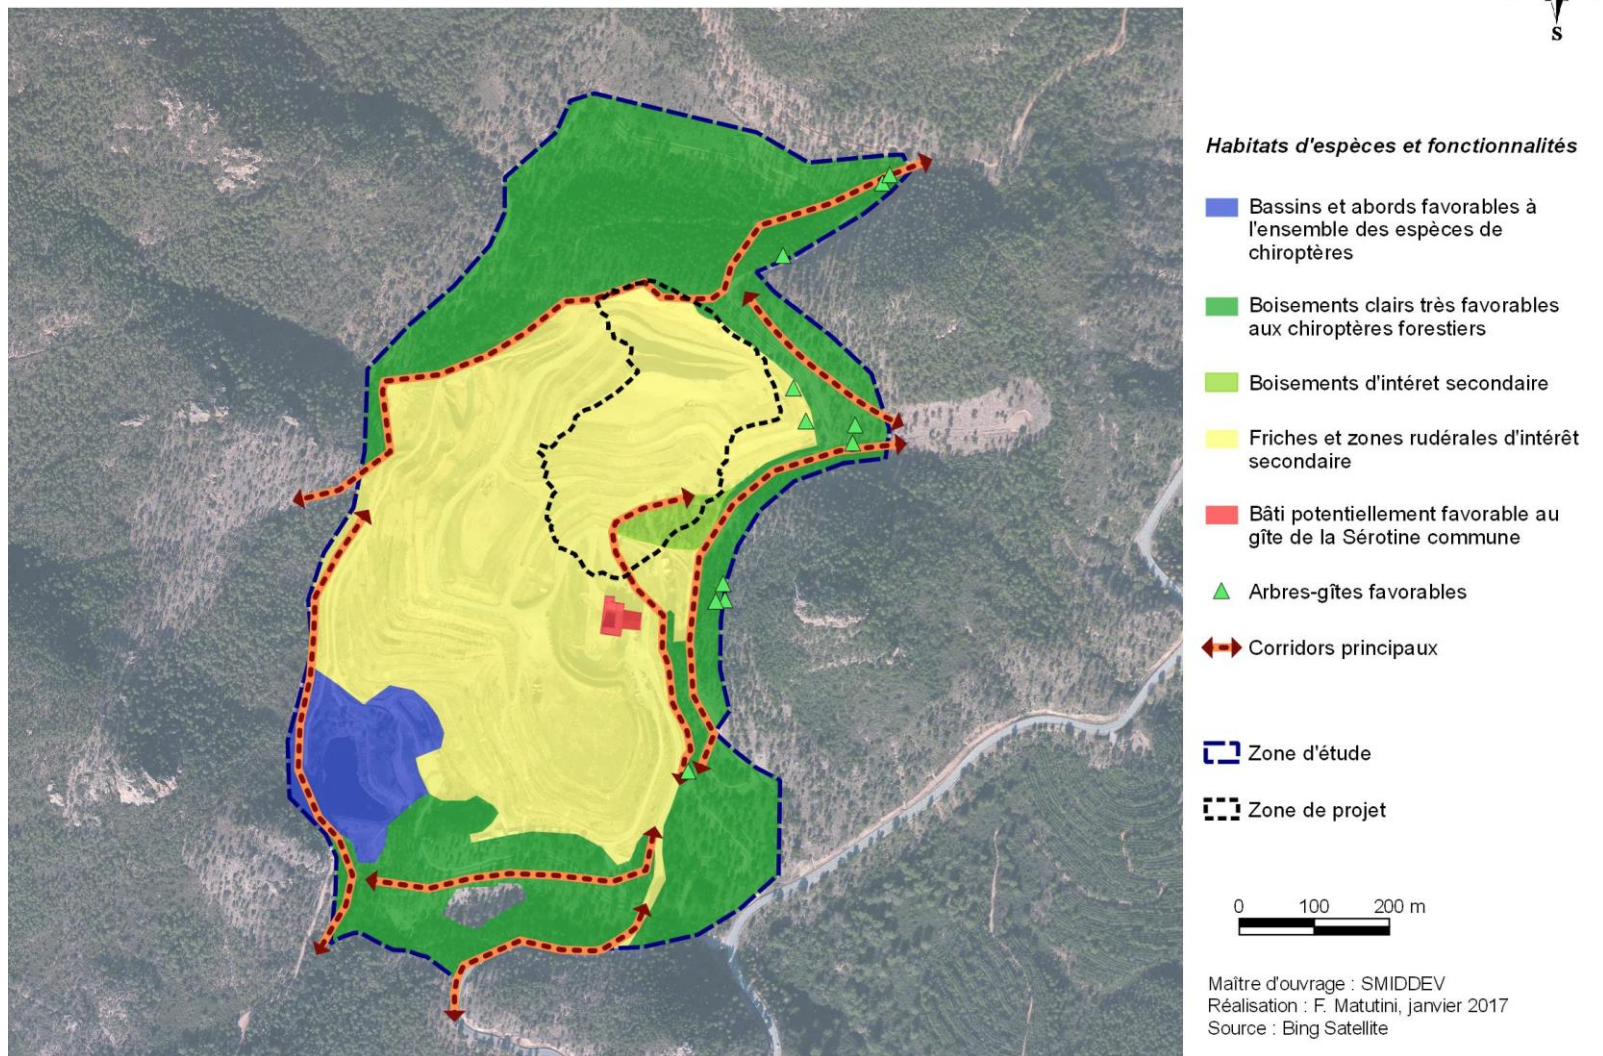 S
Habitats d'espèces et fonctionnalités
Bassins et abords favorables à
l'ensemble des espèces de
chiroptères
Boisements clairs très favorables
aux chiroptères forestiers
Boisements d'intéret secondaire
Friches et zones rudérales d'intérêt
secondaire
Bâti potentiellement favorable au
gîte de la Sérotine commune
Arbres-gîtes favorables
Corridors principaux
Zone d'étude
Zone de projet
0 100 200 m
Maître d'ouvrage : SMIDDEV
Réalisation : F. Matutini, janvier 2017
Source : Bing Satellite